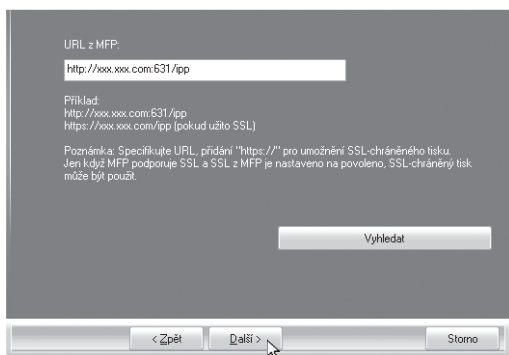 URL z MFP:
http://xxx.xxx.com:631/ipp
Příklad:
http://xxx.xxx.com:631/ipp
https://xxx.xxx.com/ipp (pokud užito SSL)
Poznámka: Specifikujte URL, přidání "https://" pro umožnění SSL-chráněného tisku.
Jen když MFP podporuje SSL a SSL z MFP je nastaveno na povoleno, SSL-chráněný tisk
může být použit.
Vyhledat
< Zpět
Další >
Storno